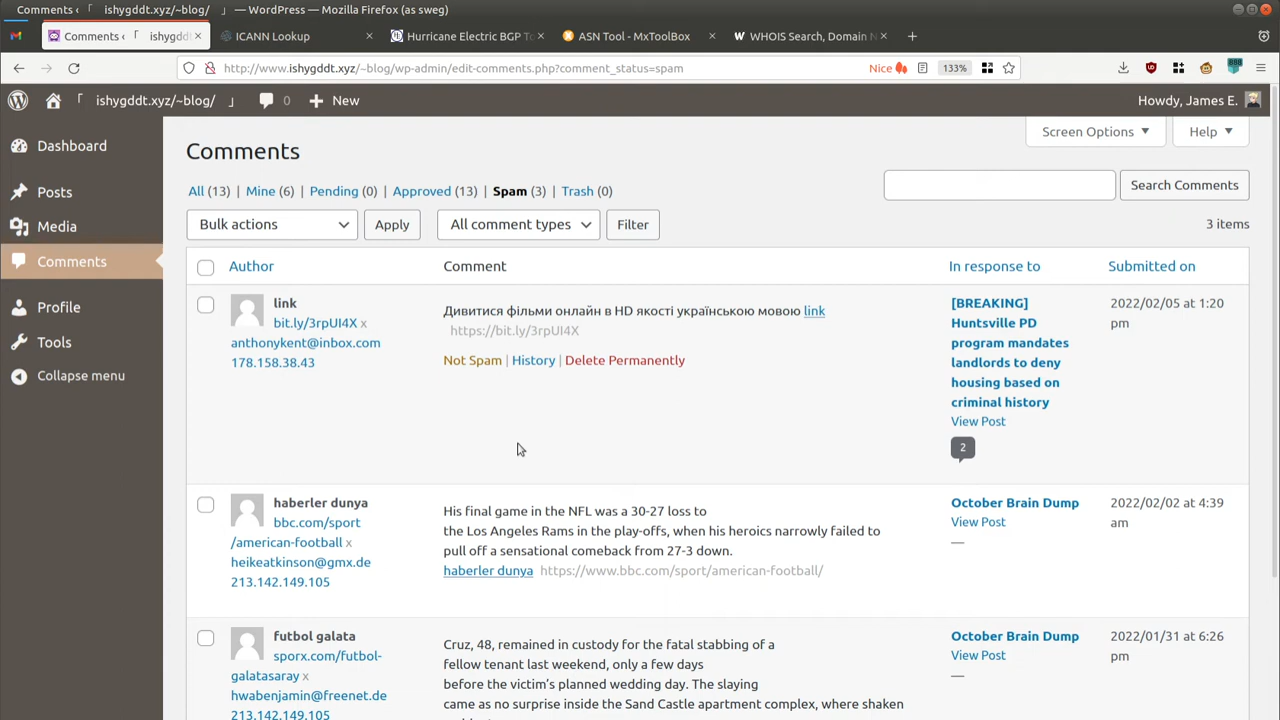 Comments ‹ 「 ishygddt.xyz/~blog/ 」 — WordPress — Mozilla Firefox (as sweg)
Comments ‹ 「 ishygddt
ICANN Lookup
Hurricane Electric BGP To
ASN Tool - MxToolBox
WHOIS Search, Domain N
http://www.ishygddt.xyz/~blog/wp-admin/edit-comments.php?comment_status=spam
Nice
133%
「 ishygddt.xyz/~blog/ 」
0
New
Howdy, James E.
Dashboard
Posts
Media
Comments
Profile
Tools
Collapse menu
Screen Options
Help
Comments
All (13) | Mine (6) | Pending (0) | Approved (13) | Spam (3) | Trash (0)
Search Comments
Bulk actions
Apply
All comment types
Filter
3 items
Author
Comment
In response to
Submitted on
link
bit.ly/3rpUI4X x
anthonykent@inbox.com
178.158.38.43
Дивитися фільми онлайн в HD якості українською мовою link
https://bit.ly/3rpUI4X
Not Spam | History | Delete Permanently
[BREAKING]
Huntsville PD
program mandates
landlords to deny
housing based on
criminal history
View Post
2
2022/02/05 at 1:20
pm
haberler dunya
bbc.com/sport
/american-football x
heikeatkinson@gmx.de
213.142.149.105
His final game in the NFL was a 30-27 loss to
the Los Angeles Rams in the play-offs, when his heroics narrowly failed to
pull off a sensational comeback from 27-3 down.
haberler dunya https://www.bbc.com/sport/american-football/
October Brain Dump
View Post
—
2022/02/02 at 4:39
am
futbol galata
sporx.com/futbol-
galatasaray x
hwabenjamin@freenet.de
213.142.149.105
Cruz, 48, remained in custody for the fatal stabbing of a
fellow tenant last weekend, only a few days
before the victim's planned wedding day. The slaying
came as no surprise inside the Sand Castle apartment complex, where shaken
October Brain Dump
View Post
—
2022/01/31 at 6:26
pm